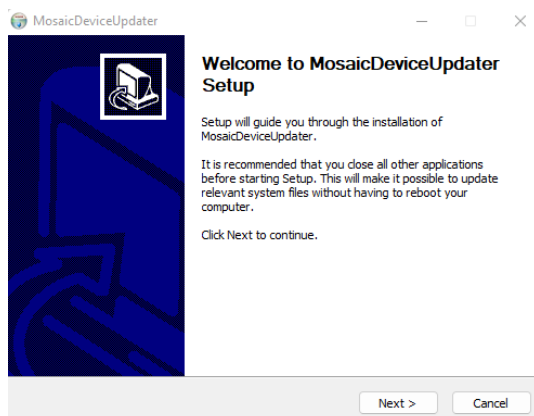 MosaicDeviceUpdater
Welcome to MosaicDeviceUpdater
Setup
Setup will guide you through the installation of
MosaicDeviceUpdater.
It is recommended that you close all other applications
before starting Setup. This will make it possible to update
relevant system files without having to reboot your
computer.
Click Next to continue.
Next >
Cancel